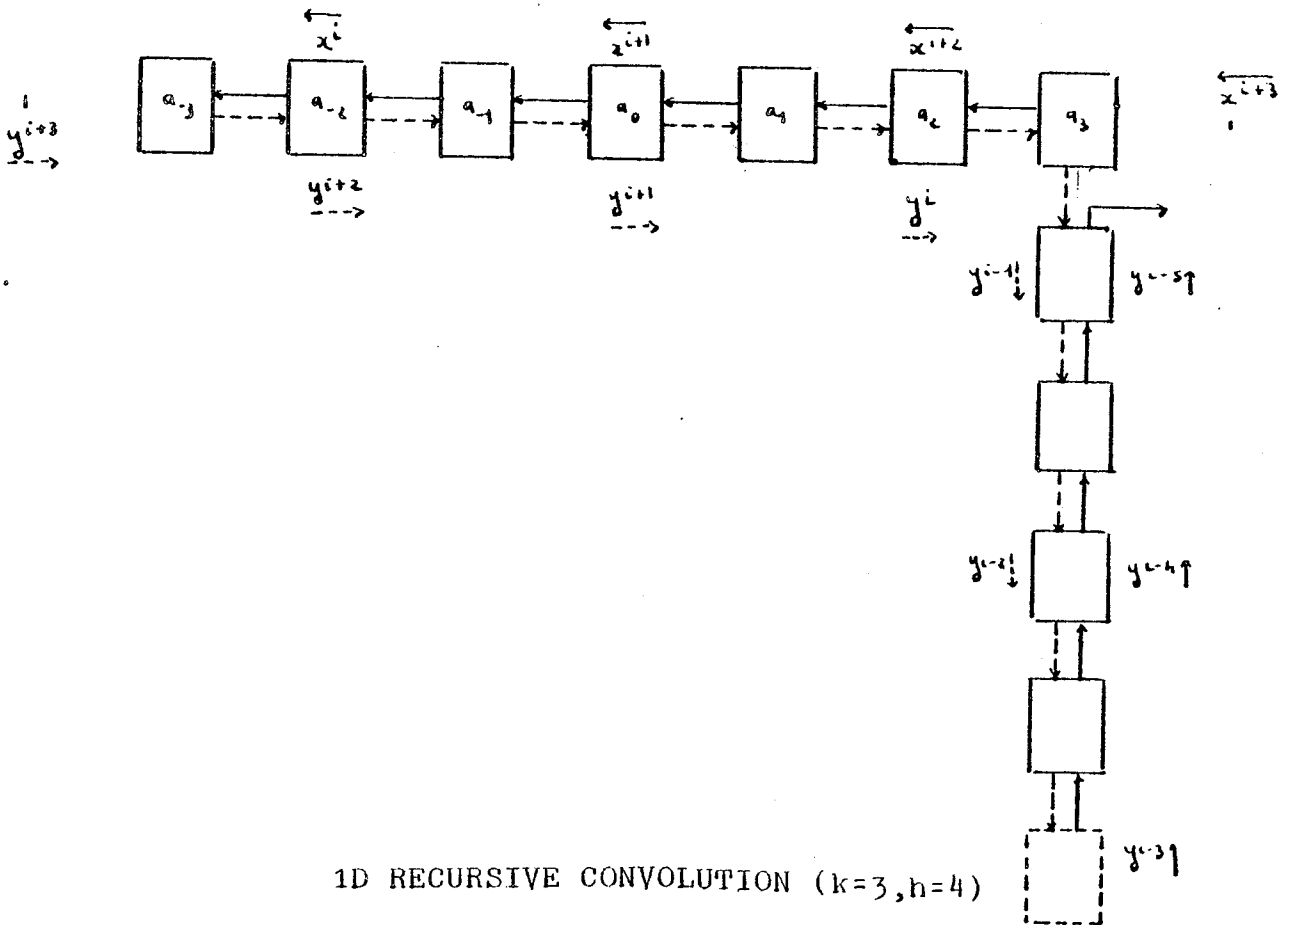 x^i x^{i+1} x^{i+2}
x^{i+3}
a_{-3} a_{-2} a_{-1} a_0 a_1 a_2 a_3
y^{i+3}
y^{i+2} y^{i+1} y^i
y^{i-1} y^{i-5}
y^{i-2} y^{i-4}
y^{i-3}
1D RECURSIVE CONVOLUTION (k=3,h=4)